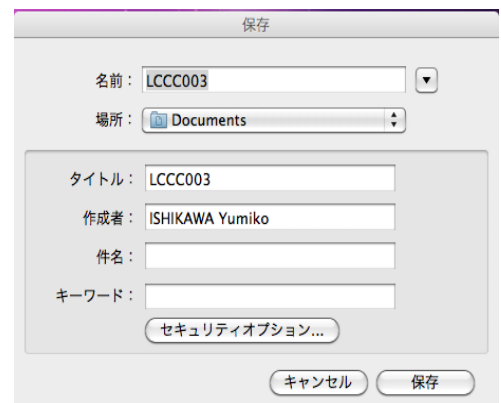 保存
名前： LCCC003
場所： Documents
タイトル： LCCC003
作成者： ISHIKAWA Yumiko
件名：
キーワード：
セキュリティオプション...
キャンセル 保存